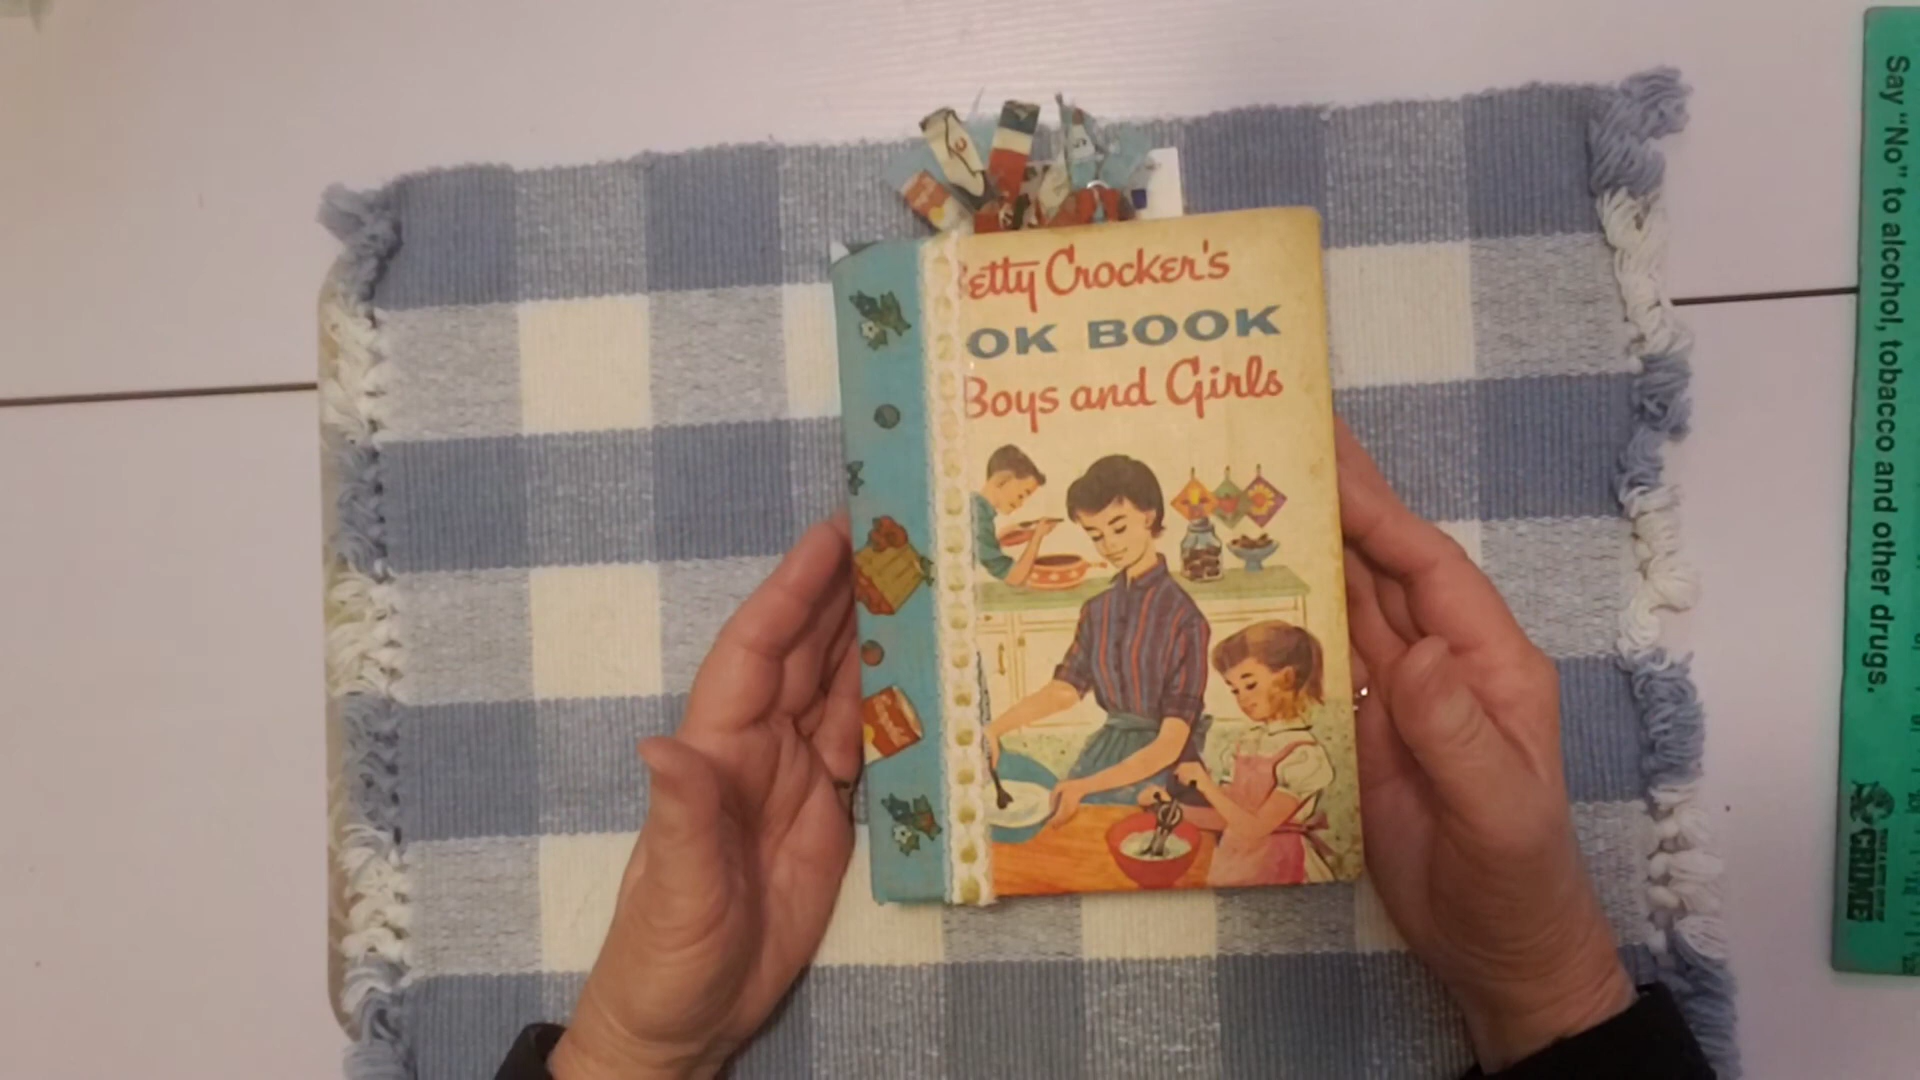 etty Crocker's
OK BOOK
Boys and Girls
Say "No" to alcohol, tobacco and other drugs.
CRIME